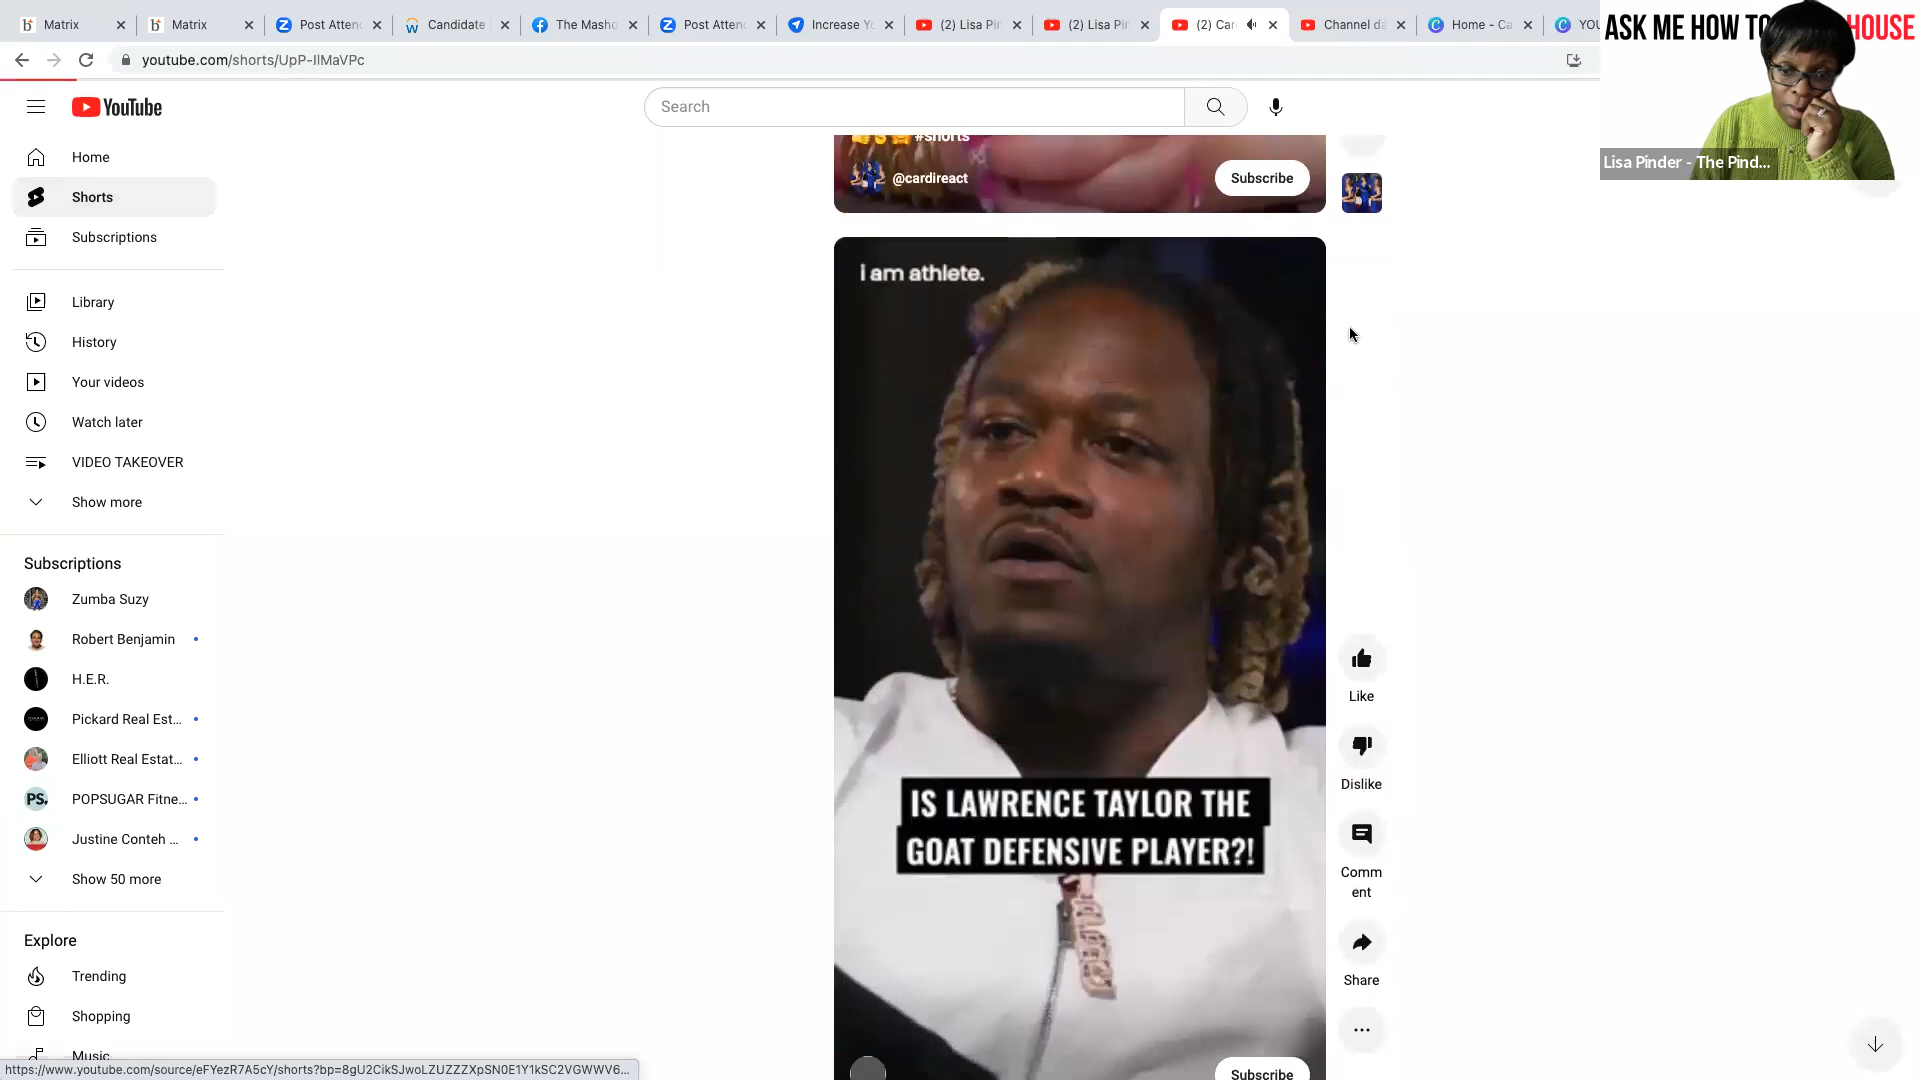 Matrix
Matrix
Post Atten
Candidate
The Masho
Post Atten
Increase Yo
(2) Lisa Pin
(2) Lisa Pin
(2) Car
Channel da
Home - Ca
YOU
youtube.com/shorts/UpP-IlMaVPc
ASK ME HOW TO
HOUSE
Lisa Pinder - The Pind...
YouTube
Search
Home
Shorts
Subscriptions
Library
History
Your videos
Watch later
VIDEO TAKEOVER
Show more
Subscriptions
Zumba Suzy
Robert Benjamin
H.E.R.
Pickard Real Est...
Elliott Real Estat...
PS.
POPSUGAR Fitne...
Justine Conteh ...
Show 50 more
Explore
Trending
Shopping
Music
#shorts
@cardireact
Subscribe
i am athlete.
IS LAWRENCE TAYLOR THE
GOAT DEFENSIVE PLAYER?!
Subscribe
Like
Dislike
Comm
ent
Share
https://www.youtube.com/source/eFYezR7A5cY/shorts?bp=8gU2CikSJwoLZUZZZXpSN0E1Y1kSC2VGWWV6...